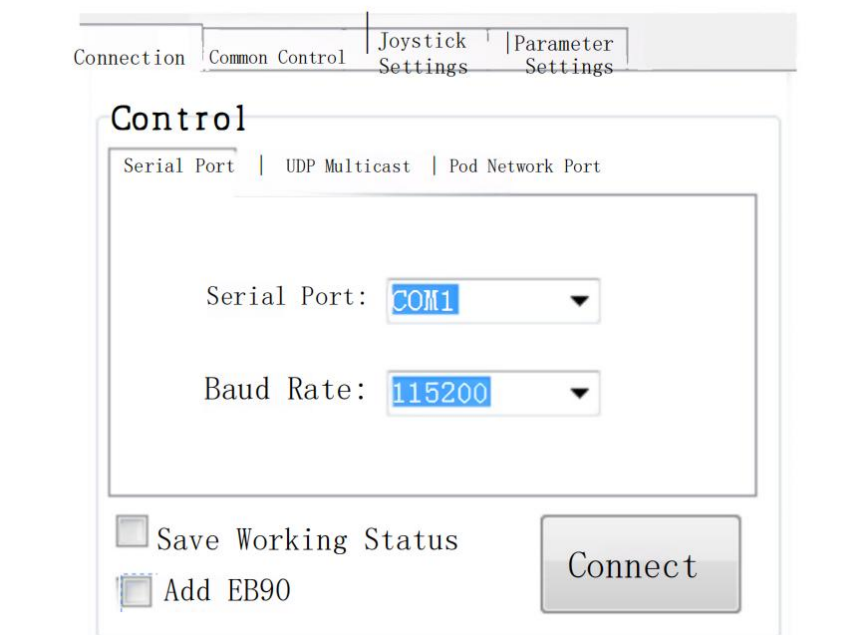 Connection Common Control Joystick Settings Parameter Settings
Control
Serial Port | UDP Multicast | Pod Network Port
Serial Port: COM1
Baud Rate: 115200
Save Working Status
Add EB90
Connect